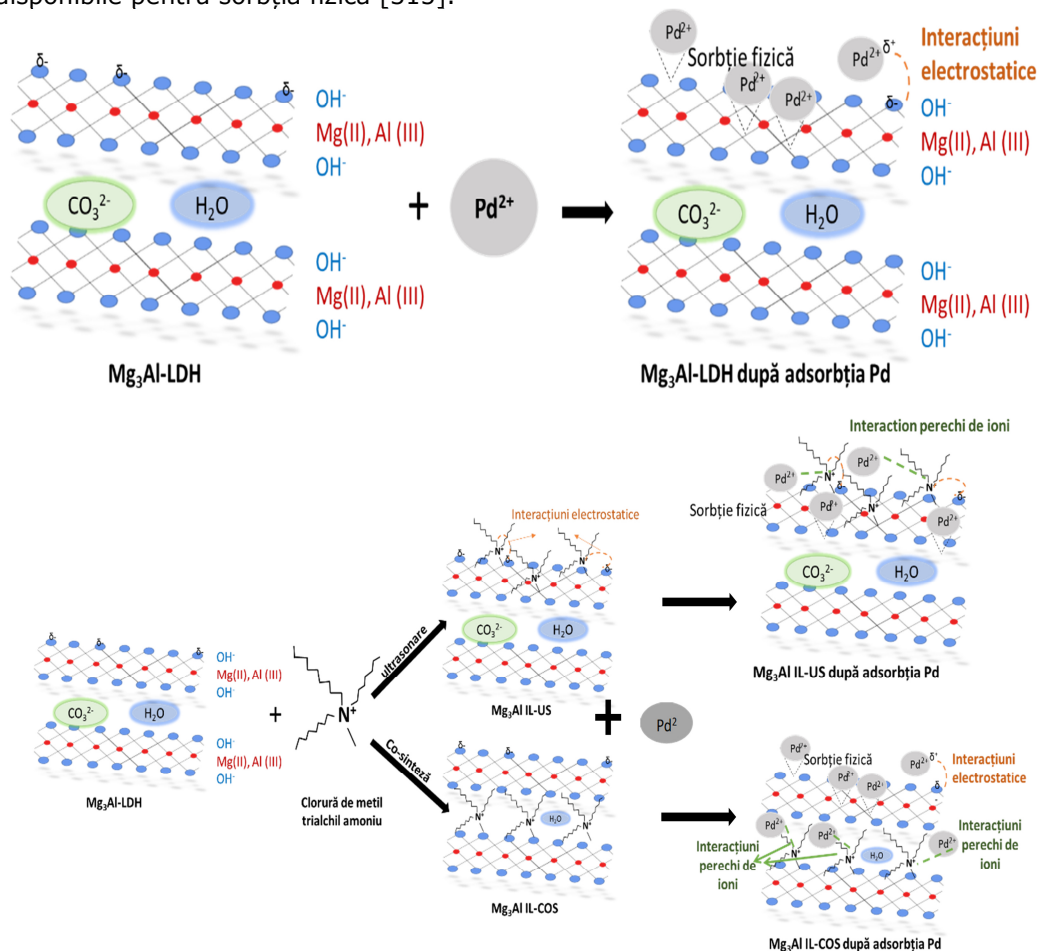 disponibile pentru sorbția fizică [315].
δ-
δ-
δ-
OH⁻
Mg(II), Al (III)
OH⁻
CO₃²⁻
H₂O
OH⁻
Mg(II), Al (III)
OH⁻
Mg₃Al-LDH
+
Pd²⁺
Pd²⁺
Sorbție fizică
Pd²⁺
Pd²⁺
Pd²⁺
δ⁺
δ-
Interacțiuni
electrostatice
OH⁻
Mg(II), Al (III)
OH⁻
CO₃²⁻
H₂O
OH⁻
Mg(II), Al (III)
OH⁻
Mg₃Al-LDH după adsorbția Pd
δ-
δ-
δ-
OH⁻
Mg(II), Al (III)
OH⁻
CO₃²⁻
H₂O
OH⁻
Mg(II), Al (III)
OH⁻
Mg₃Al-LDH
+
N⁺
Clorură de metil
trialchil amoniu
ultrasonare
Co-sinteză
Interacțiuni electrostatice
N⁺
N⁺
N⁺
δ-
δ-
δ-
CO₃²⁻
H₂O
Mg₃Al IL-US
+
Pd²
δ-
δ-
δ-
N⁺
N⁺
H₂O
N⁺
Mg₃Al IL-COS
Interaction perechi de ioni
Pd²⁺
Pd²⁺
N⁺
N⁺
N⁺
δ-
δ-
Sorbție fizică
Pd²⁺
Pd²⁺
CO₃²⁻
H₂O
Mg₃Al IL-US după adsorbția Pd
Pd²⁺
Sorbție fizică
Pd²⁺
Pd²⁺
Pd²⁺
δ⁺
δ-
Interacțiuni
electrostatice
Pd²⁺
Pd²⁺
Pd²⁺
N⁺
N⁺
H₂O
N⁺
Interacțiuni
perechi de
ioni
Interacțiuni
perechi de
ioni
Mg₃Al IL-COS după adsorbția Pd